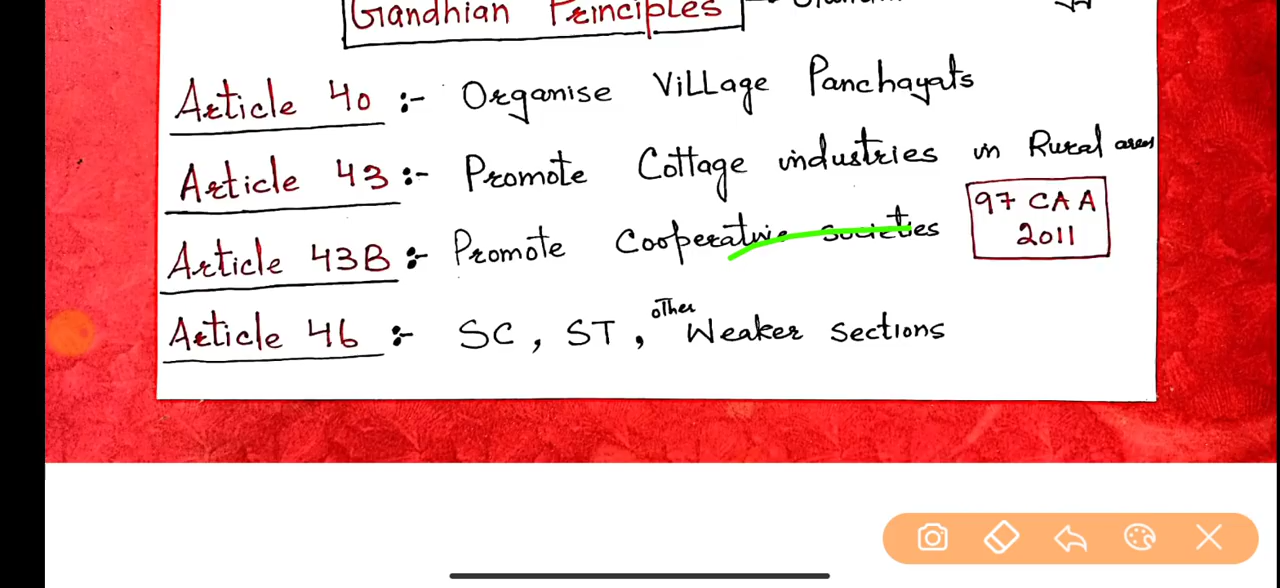 Gandhian Principles
Article 40 :- Organise Village Panchayats
Article 43 :- Promote Cottage industries in Rural areas
Article 43B :- Promote Cooperative societies
97 CAA
2011
Article 46 :- SC, ST, other Weaker sections